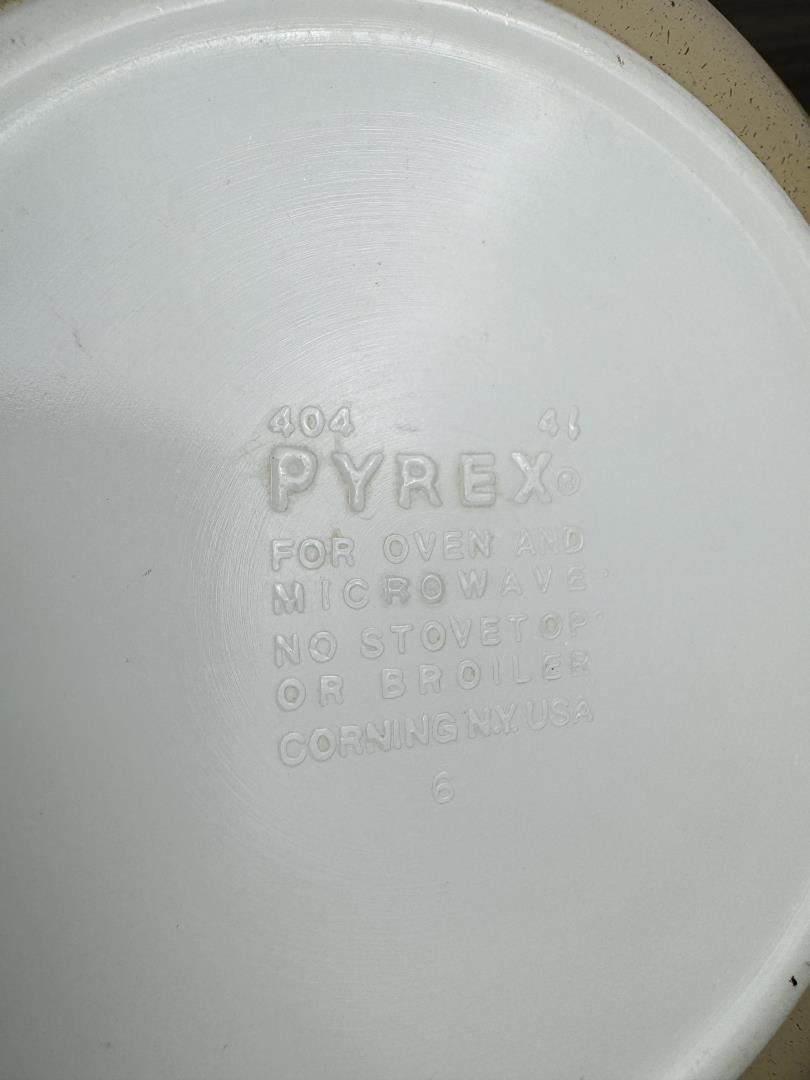 404 41
PYREX®
FOR OVEN AND
MICROWAVE
NO STOVETOP
OR BROILER
CORNING N.Y. USA
6